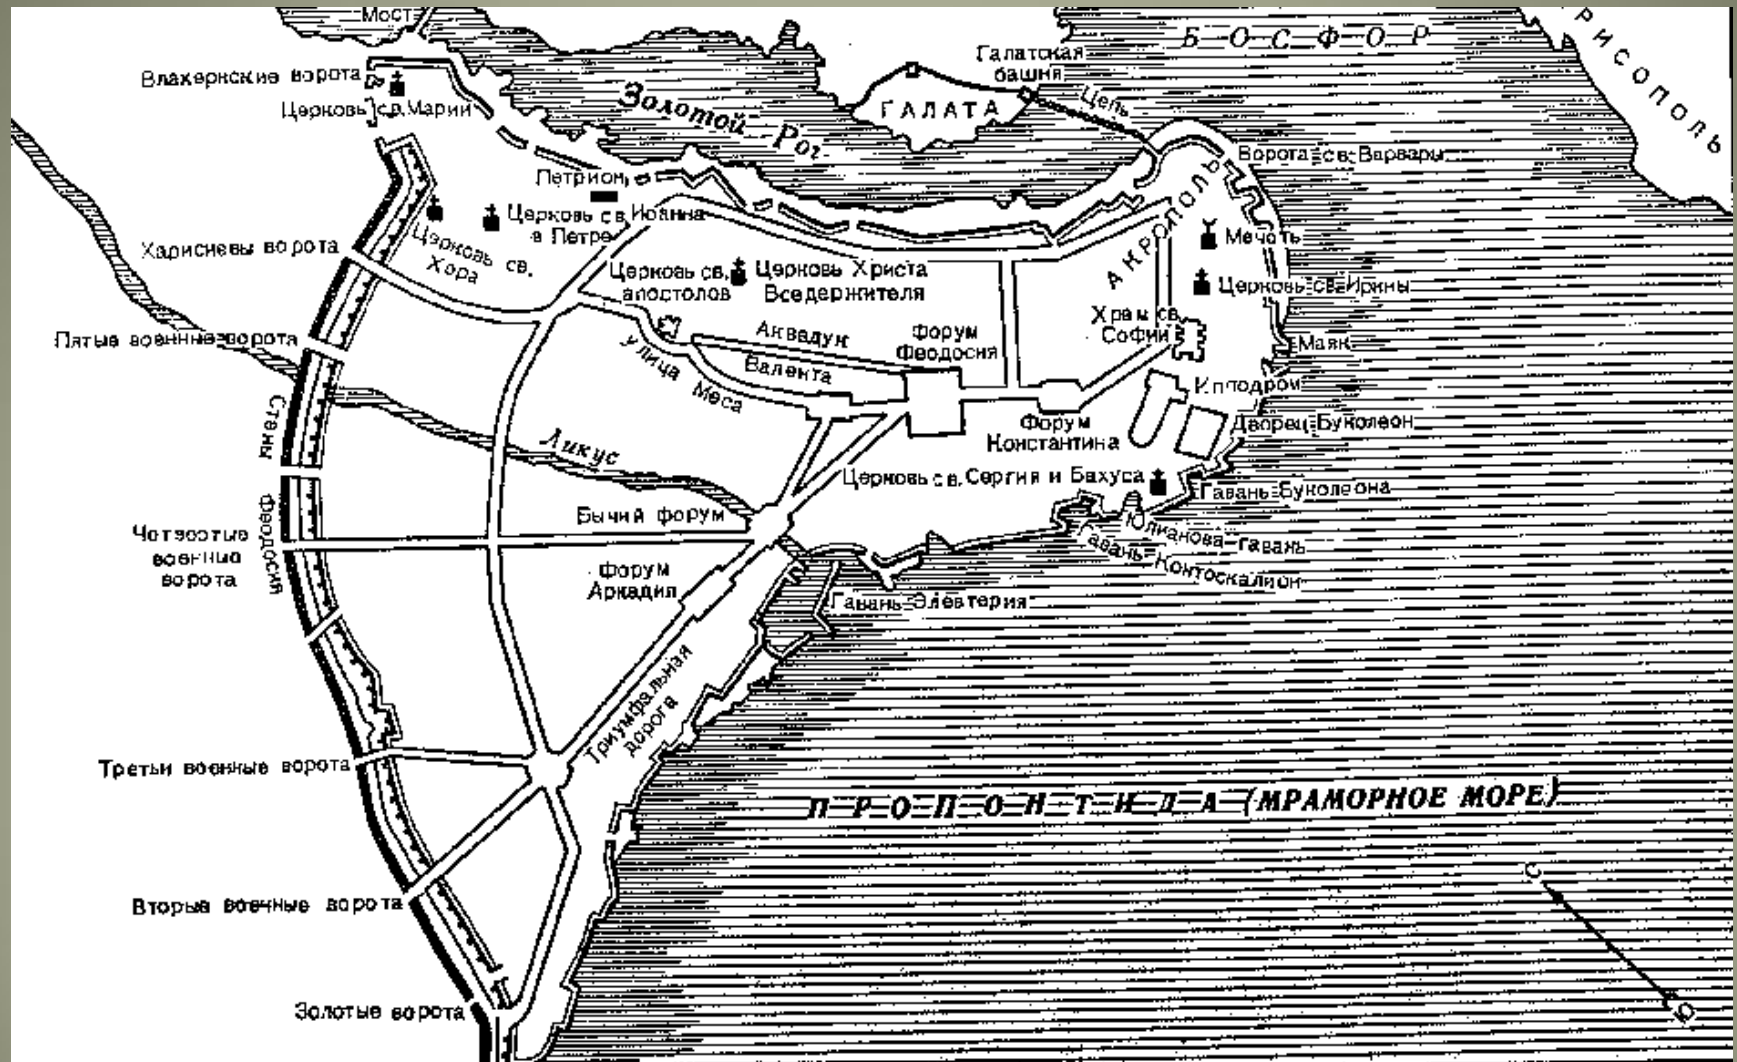 Мост
БОСФОР
РИСОПОЛЬ
Галатская
башня
Влахернские ворота
Церковь св. Марии
Золотой Рог
ГАЛАТА
Цепь
Ворота св. Варвары
Петрион
Церковь св. Иоанна
в Петре
АКРОПОЛЬ
Мечеть
Харисиевы ворота
Церковь св.
Хора
Церковь св.
апостолов
Церковь Христа
Вседержителя
Церковь св. Ирины
Храм св.
Софии
Маяк
Пятые военные ворота
улица Меса
Акведук
Валента
Форум
Феодосия
Ипподром
Стены Феодосия
Ликус
Форум
Константина
Дворец Буколеон
Церковь св. Сергия и Бахуса
Гавань Буколеона
Бычий форум
Юлианова гавань
Гавань Контоскалион
Четвертые
военные
ворота
Форум
Аркадия
Гавань Элевтерия
Триумфальная
дорога
Третьи военные ворота
ПРОПОНТИДА (МРАМОРНОЕ МОРЕ)
С
Ю
Вторые военные ворота
Золотые ворота